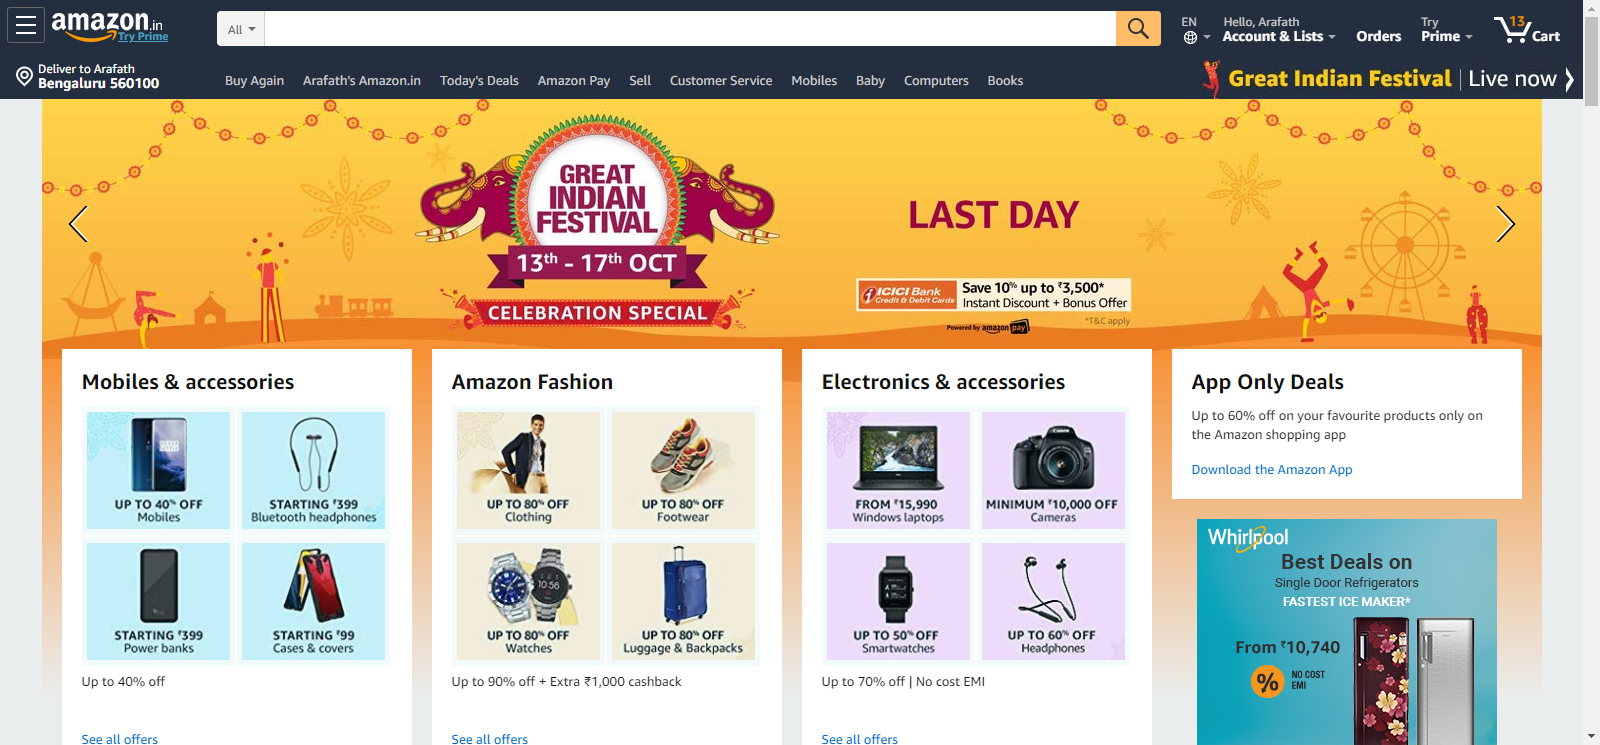 amazon.in
Try Prime
All
EN
Hello, Arafath
Account & Lists
Orders
Try
Prime
13
Cart
Deliver to Arafath
Bengaluru 560100
Buy Again
Arafath's Amazon.in
Today's Deals
Amazon Pay
Sell
Customer Service
Mobiles
Baby
Computers
Books
Great Indian Festival | Live now
GREAT
INDIAN
FESTIVAL
13th - 17th OCT
CELEBRATION SPECIAL
LAST DAY
ICICI Bank
Credit & Debit Cards
Save 10% up to ₹3,500*
Instant Discount + Bonus Offer
*T&C apply
Powered by amazon pay
Mobiles & accessories
UP TO 40% OFF
Mobiles
STARTING ₹399
Bluetooth headphones
STARTING ₹399
Power banks
STARTING ₹99
Cases & covers
Up to 40% off
See all offers
Amazon Fashion
UP TO 80% OFF
Clothing
UP TO 80% OFF
Footwear
10:56
UP TO 80% OFF
Watches
UP TO 80% OFF
Luggage & Backpacks
Up to 90% off + Extra ₹1,000 cashback
See all offers
Electronics & accessories
FROM ₹15,990
Windows laptops
Canon
MINIMUM ₹10,000 OFF
Cameras
UP TO 50% OFF
Smartwatches
UP TO 60% OFF
Headphones
Up to 70% off | No cost EMI
See all offers
App Only Deals
Up to 60% off on your favourite products only on
the Amazon shopping app
Download the Amazon App
Whirlpool
Best Deals on
Single Door Refrigerators
FASTEST ICE MAKER*
From ₹10,740
%
NO COST
EMI